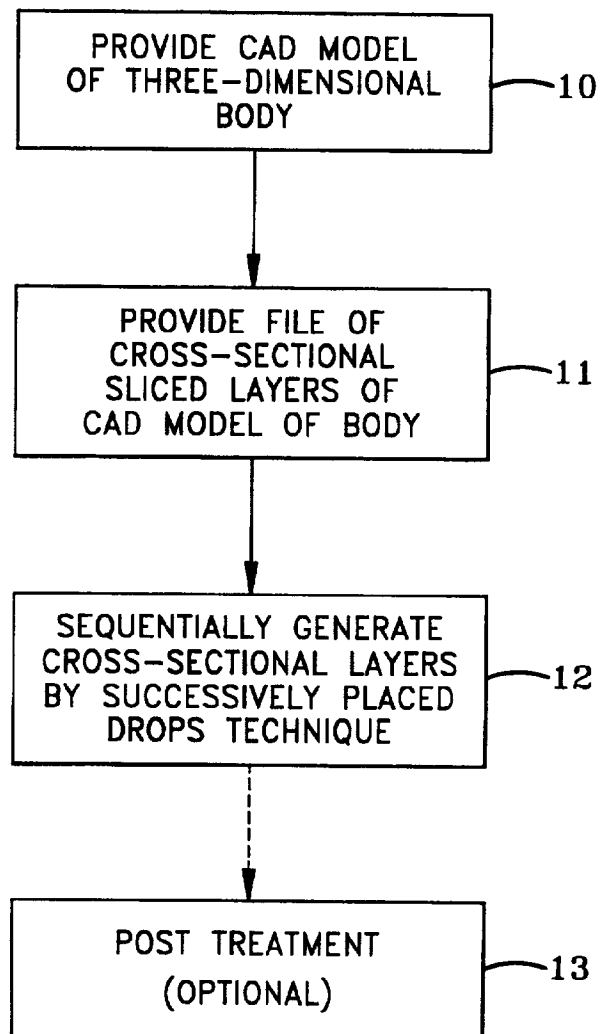 PROVIDE CAD MODEL
OF THREE-DIMENSIONAL
BODY
10
PROVIDE FILE OF
CROSS-SECTIONAL
SLICED LAYERS OF
CAD MODEL OF BODY
11
SEQUENTIALLY GENERATE
CROSS-SECTIONAL LAYERS
BY SUCCESSIVELY PLACED
DROPS TECHNIQUE
12
POST TREATMENT
(OPTIONAL)
13